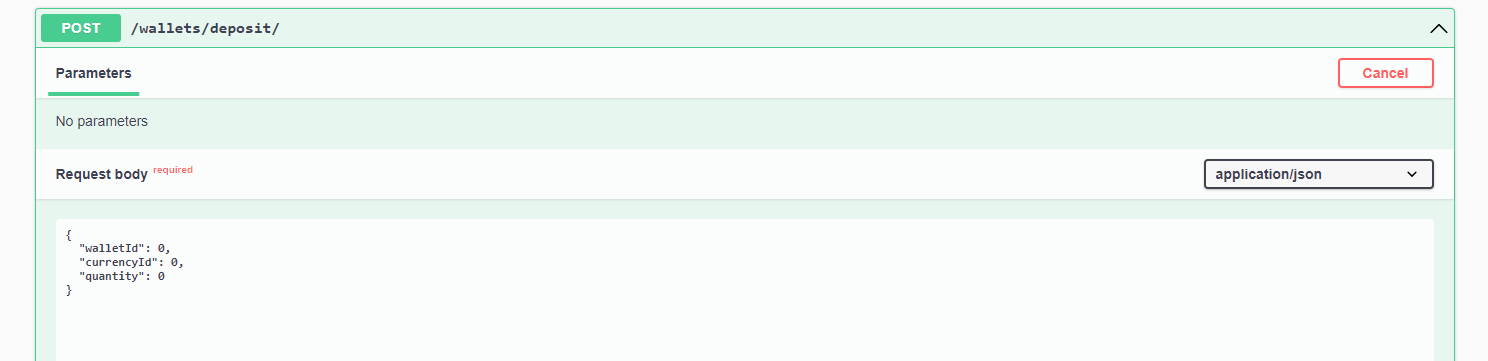 POST /wallets/deposit/
Parameters
Cancel
No parameters
Request body required
application/json
{
  "walletId": 0,
  "currencyId": 0,
  "quantity": 0
}